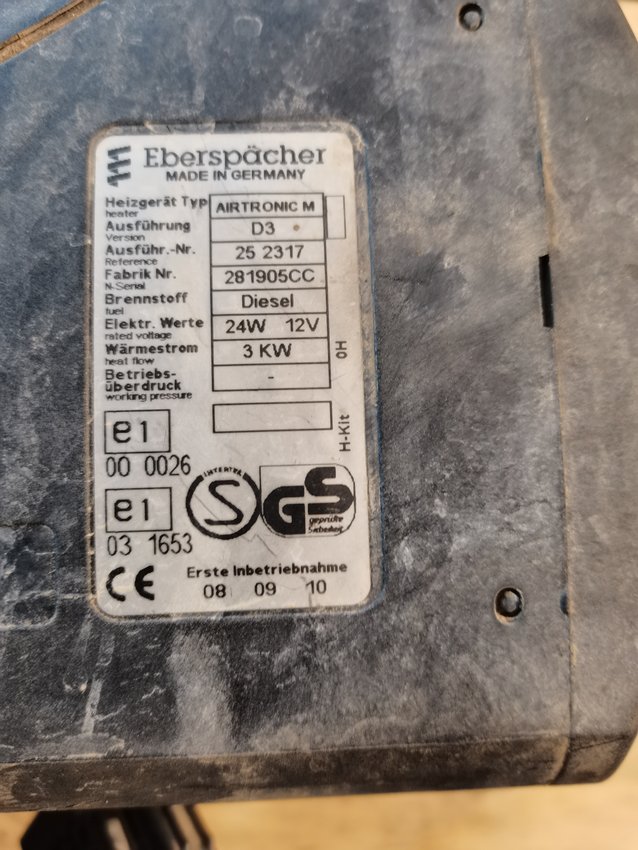 Eberspächer
MADE IN GERMANY
Heizgerät Typ AIRTRONIC M
heater
Ausführung D3
Version
Ausführ.-Nr. 25 2317
Reference
Fabrik Nr. 281905CC
N-Serial
Brennstoff Diesel
fuel
Elektr. Werte 24W 12V
rated voltage
Wärmestrom 3 KW
heat flow
Betriebs-
überdruck -
working pressure
HO
H-Kit
e1
00 0026
e1
03 1653
INTERTEK
S
GS
geprüfte
Sicherheit
CE
Erste Inbetriebnahme
08 09 10